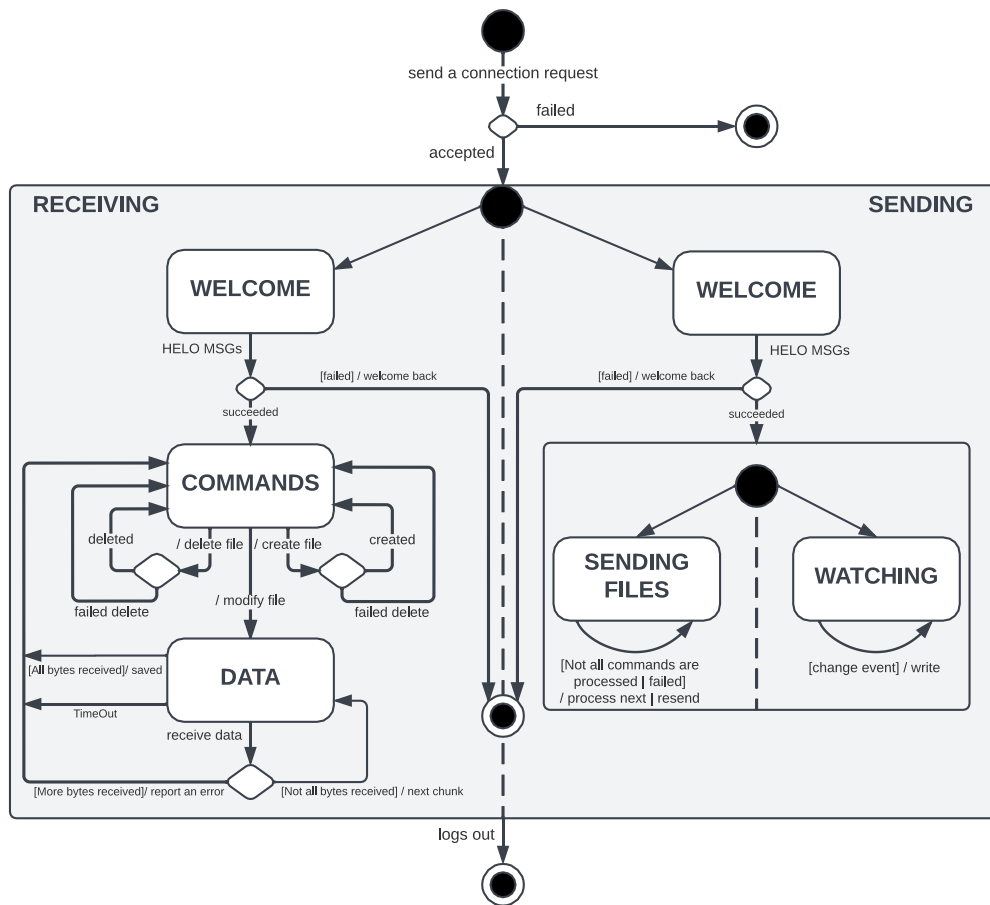 send a connection request
failed
accepted
RECEIVING
SENDING
WELCOME
WELCOME
HELO MSGs
HELO MSGs
[failed] / welcome back
[failed] / welcome back
succeeded
succeeded
COMMANDS
deleted
/ delete file
/ create file
created
failed delete
failed delete
/ modify file
SENDING
FILES
WATCHING
[Not all commands are
processed | failed]
/ process next | resend
[change event] / write
DATA
[All bytes received]/ saved
TimeOut
receive data
[More bytes received]/ report an error
[Not all bytes received] / next chunk
logs out